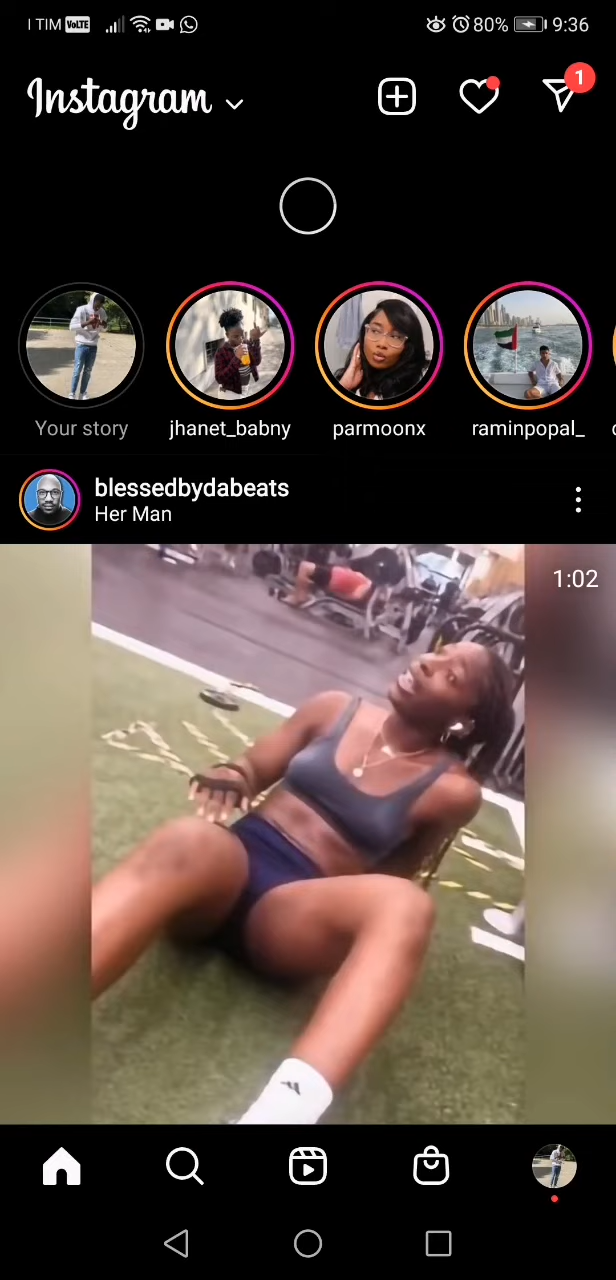 I TIM VoLTE 80% 9:36
Instagram
1
Your story jhanet_babny parmoonx raminpopal_
blessedbydabeats
Her Man
1:02